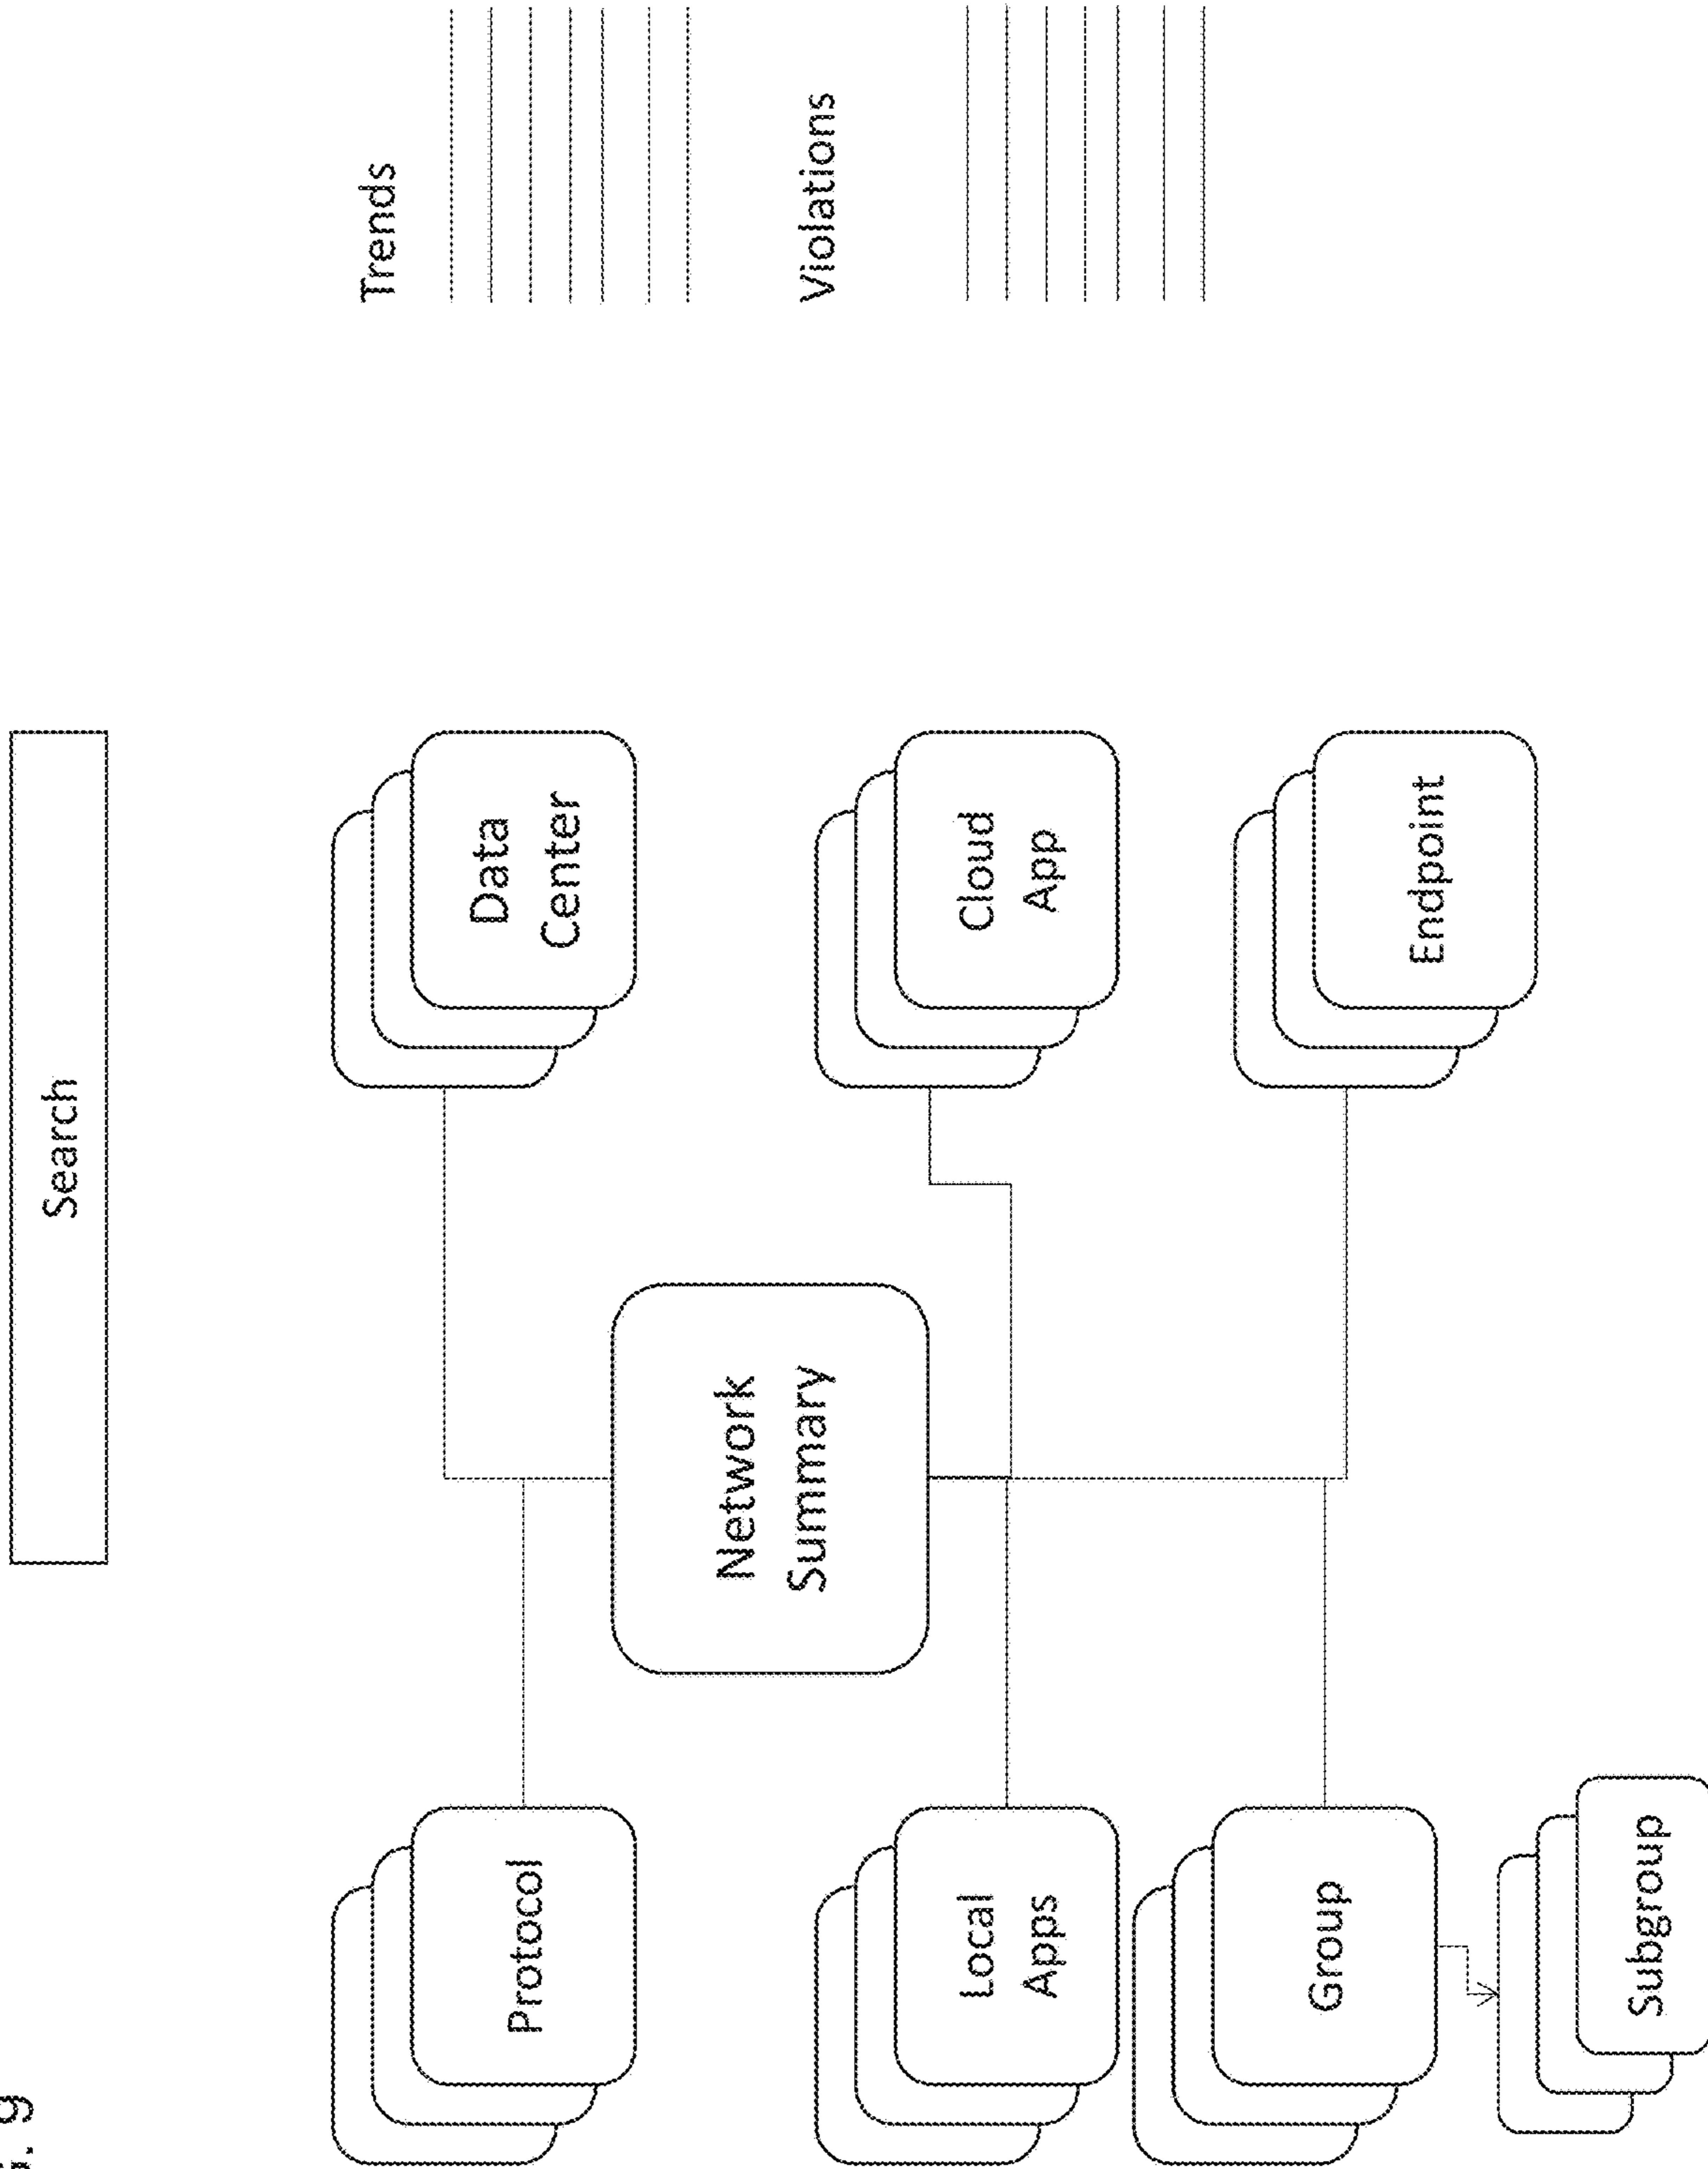 Search
Trends
Violations
Data
Center
Protocol
Network
Summary
Cloud
App
Local
Apps
Endpoint
Group
Subgroup